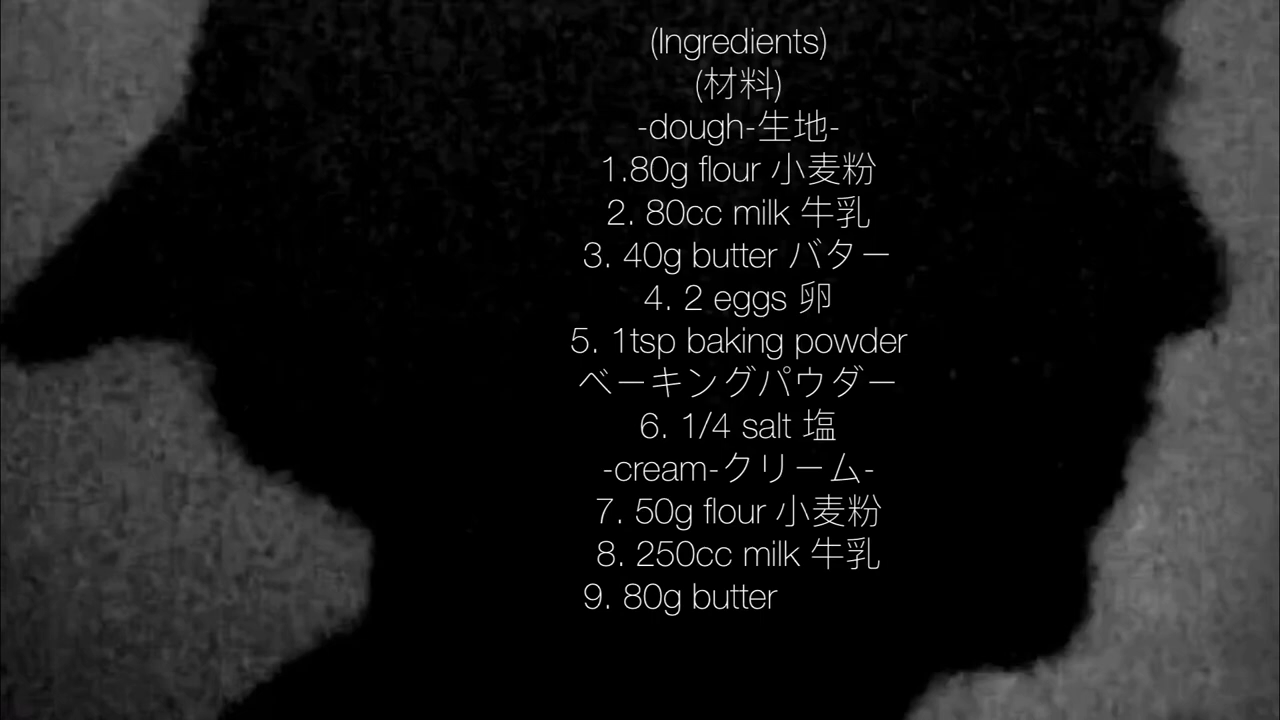 (Ingredients)
(材料)
-dough-生地-
1.80g flour 小麦粉
2. 80cc milk 牛乳
3. 40g butter バター
4. 2 eggs 卵
5. 1tsp baking powder
ベーキングパウダー
6. 1/4 salt 塩
-cream-クリーム-
7. 50g flour 小麦粉
8. 250cc milk 牛乳
9. 80g butter